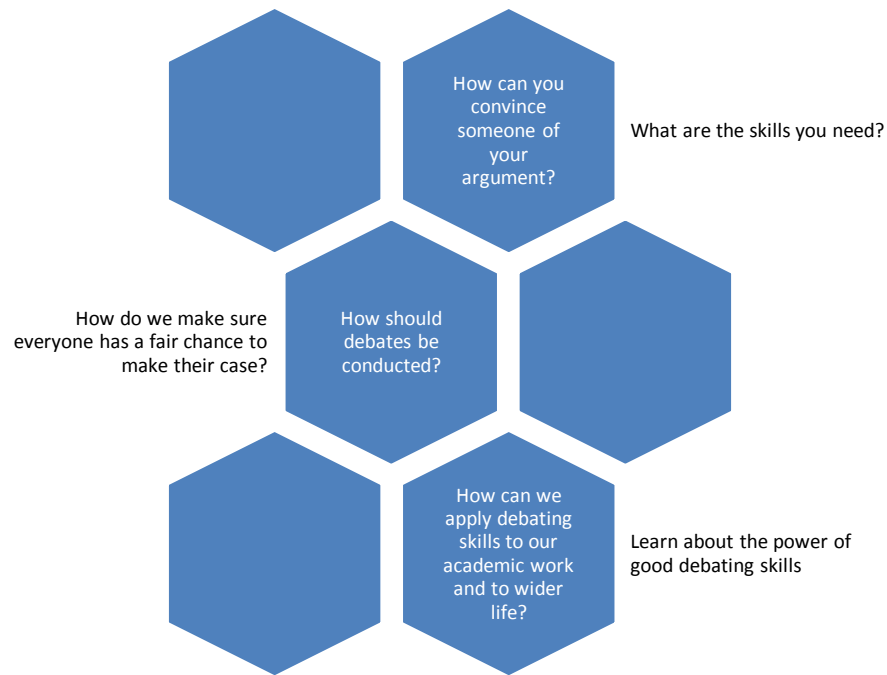 How can you
convince
someone of
your
argument?
What are the skills you need?
How do we make sure
everyone has a fair chance to
make their case?
How should
debates be
conducted?
How can we
apply debating
skills to our
academic work
and to wider
life?
Learn about the power of
good debating skills